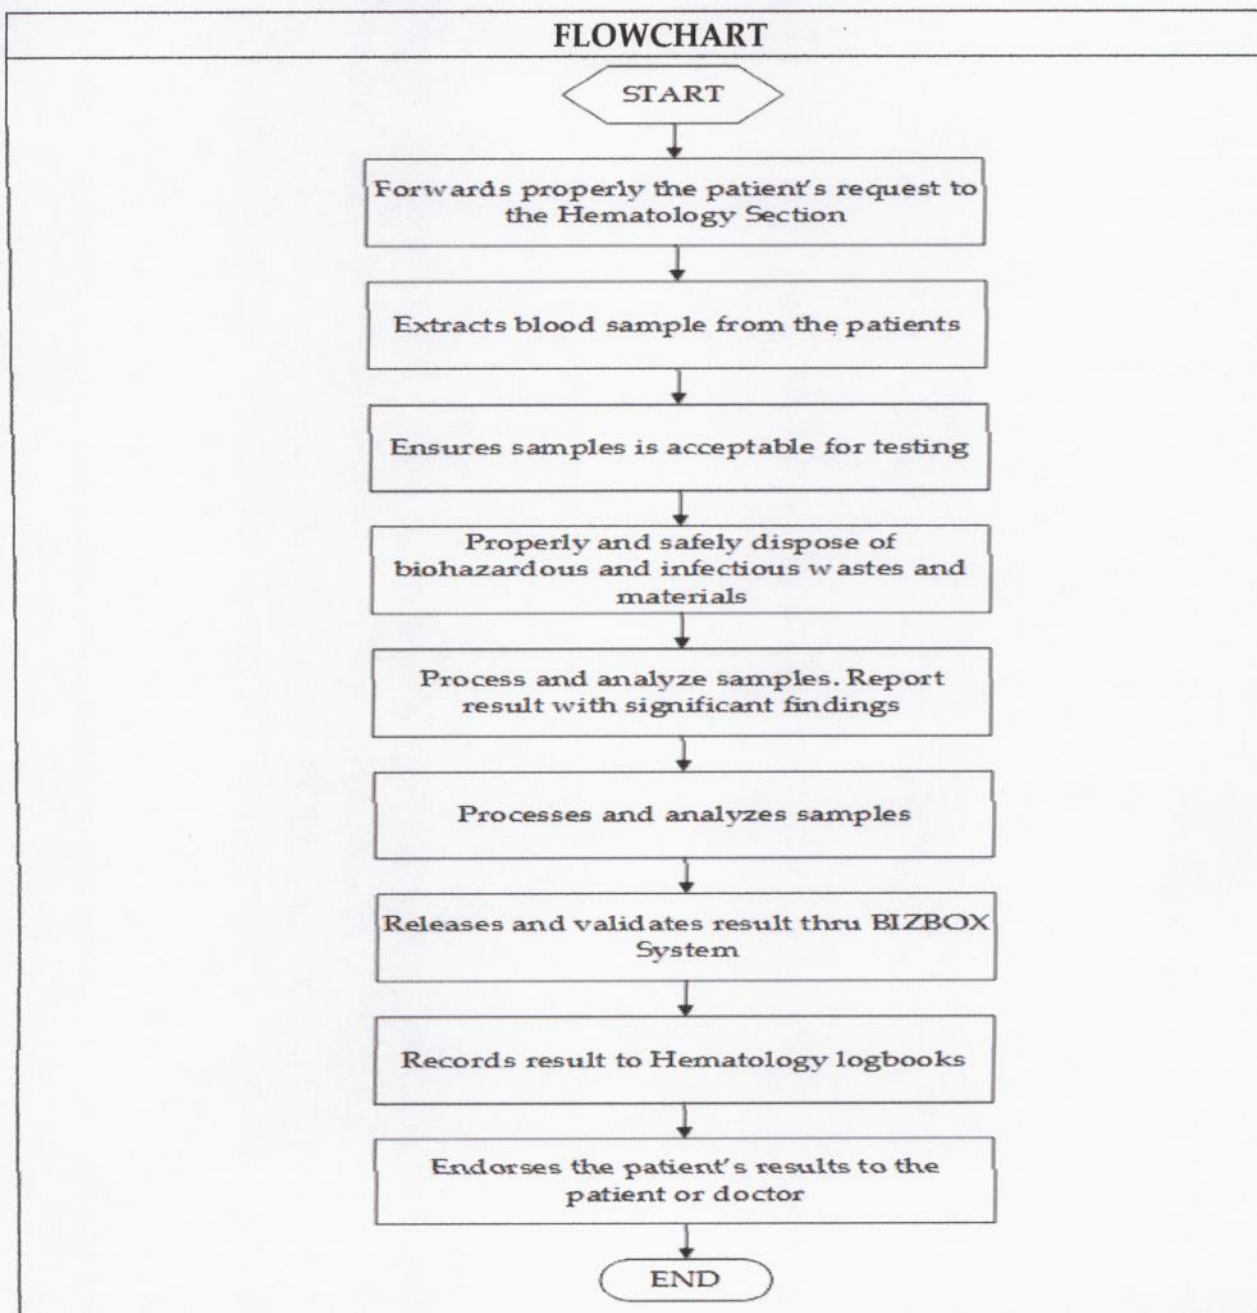 FLOWCHART
START
Forwards properly the patient's request to
the Hematology Section
Extracts blood sample from the patients
Ensures samples is acceptable for testing
Properly and safely dispose of
biohazardous and infectious wastes and
materials
Process and analyze samples. Report
result with significant findings
Processes and analyzes samples
Releases and validates result thru BIZBOX
System
Records result to Hematology logbooks
Endorses the patient's results to the
patient or doctor
END